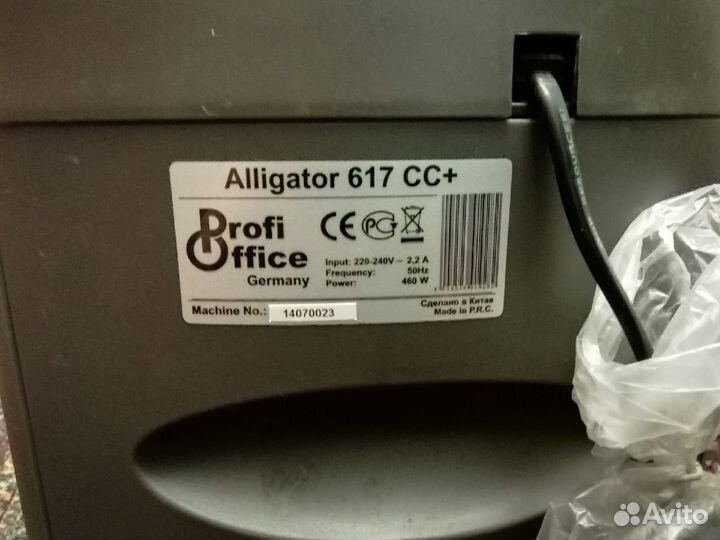 Alligator 617 CC+
Profi
Office
Germany
CE PG
Input: 220-240V ~ 2,2 A
Frequency: 50Hz
Power: 460 W
Machine No.: 14070023
Сделано в Китае
Made in P.R.C.
Avito